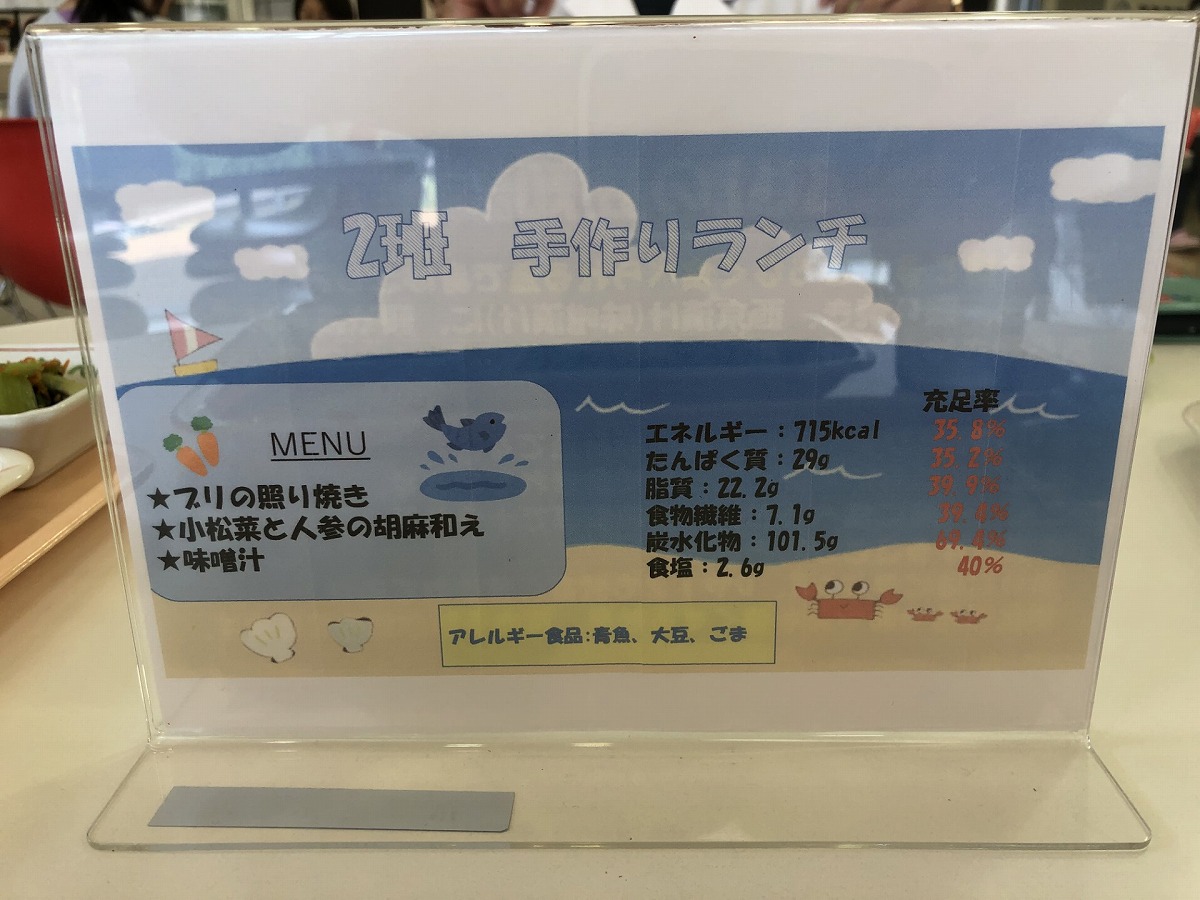 2班 手作りランチ
MENU
★ブリの照り焼き
★小松菜と人参の胡麻和え
★味噌汁
充足率
エネルギー：715kcal 35.8%
たんぱく質：29g 35.2%
脂質：22.2g 39.9%
食物繊維：7.1g 39.4%
炭水化物：101.5g 69.4%
食塩：2.6g 40%
アレルギー食品：青魚、大豆、ごま